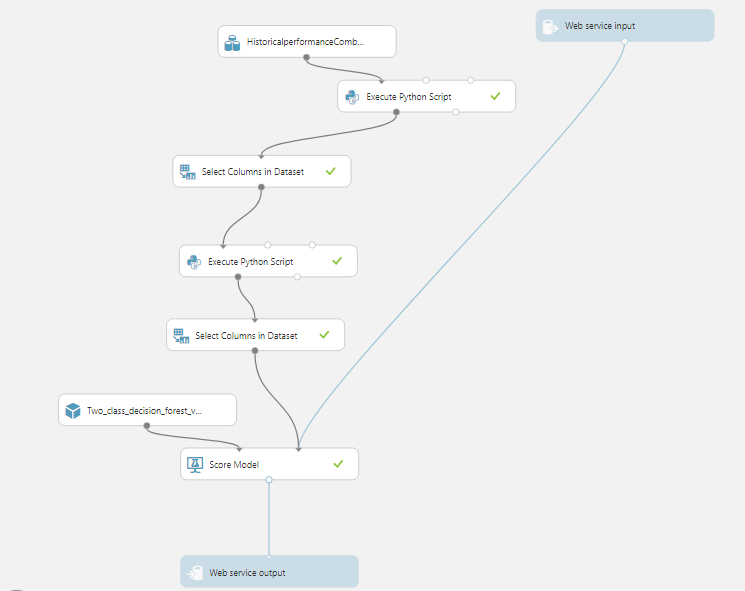 Web service input
HistoricalperformanceComb...
Execute Python Script
Select Columns in Dataset
Execute Python Script
Select Columns in Dataset
Two_class_decision_forest_v...
Score Model
Web service output